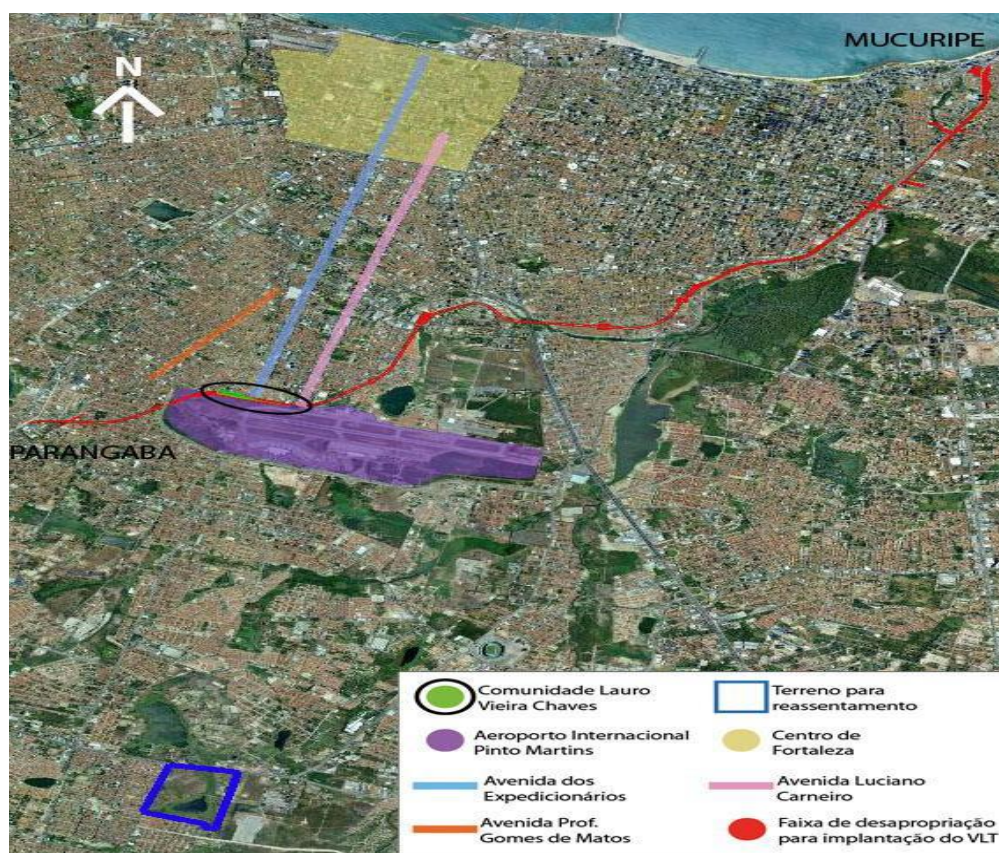 MUCURIPE
N
PARANGABA
Comunidade Lauro
Vieira Chaves
Terreno para
reassentamento
Aeroporto Internacional
Pinto Martins
Centro de
Fortaleza
Avenida dos
Expedicionários
Avenida Luciano
Carneiro
Avenida Prof.
Gomes de Matos
Faixa de desapropriação
para implantação do VLT